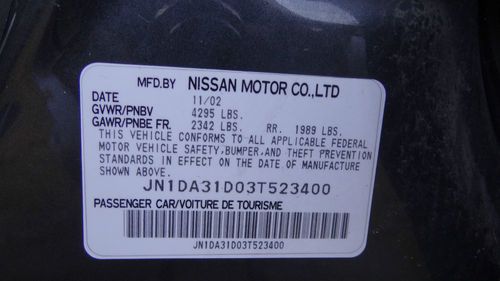 MFD.BY NISSAN MOTOR CO.,LTD
DATE 11/02
GVWR/PNBV 4295 LBS.
GAWR/PNBE FR. 2342 LBS. RR. 1989 LBS.
THIS VEHICLE CONFORMS TO ALL APPLICABLE FEDERAL
MOTOR VEHICLE SAFETY, BUMPER, AND THEFT PREVENTION
STANDARDS IN EFFECT ON THE DATE OF MANUFACTURE
SHOWN ABOVE.
JN1DA31D03T523400
PASSENGER CAR/VOITURE DE TOURISME
JN1DA31D03T523400